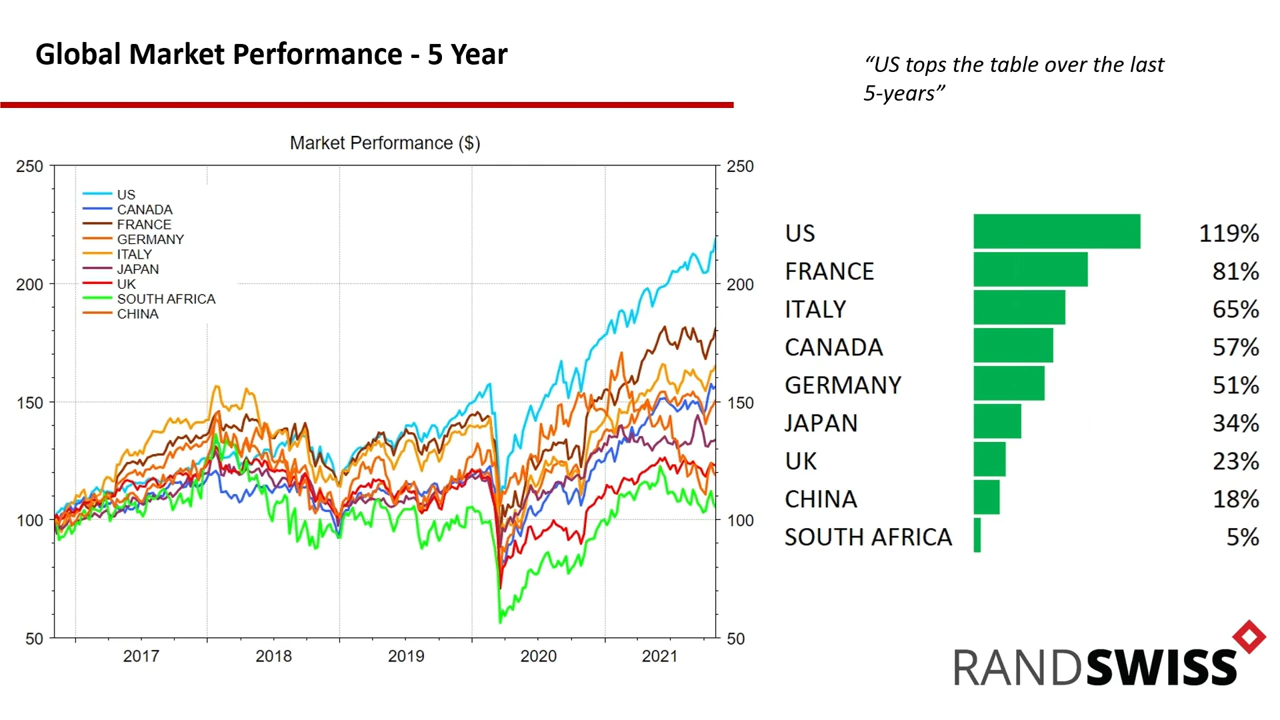 Global Market Performance - 5 Year
“US tops the table over the last
5-years”
Market Performance ($)
250
200
150
100
50
US
CANADA
FRANCE
GERMANY
ITALY
JAPAN
UK
SOUTH AFRICA
CHINA
250
200
150
100
50
2017 2018 2019 2020 2021
US 119%
FRANCE 81%
ITALY 65%
CANADA 57%
GERMANY 51%
JAPAN 34%
UK 23%
CHINA 18%
SOUTH AFRICA 5%
RANDSWISS